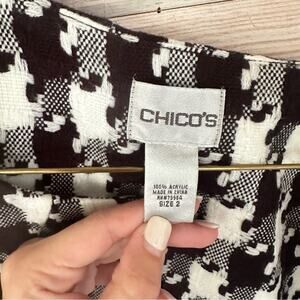 CHICO'S
100% ACRYLIC
MADE IN CHINA
SIZE 2